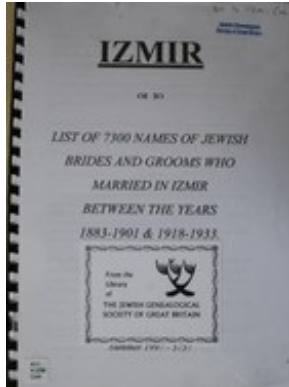 IZMIR
LIST OF 7300 NAMES OF JEWISH
BRIDES AND GROOMS WHO
MARRIED IN IZMIR
BETWEEN THE YEARS
1883-1901 & 1918-1933.
From the
Library
of
THE JEWISH GENEALOGICAL
SOCIETY OF GREAT BRITAIN